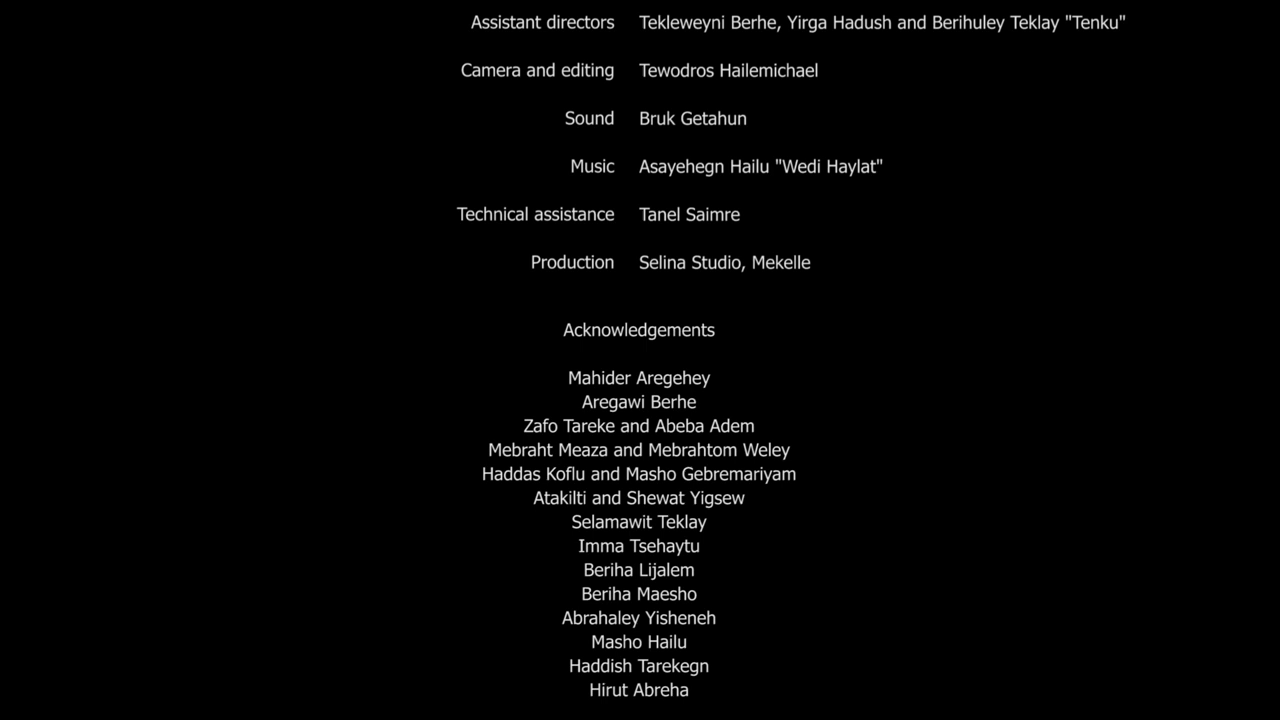 Assistant directors Tekleweyni Berhe, Yirga Hadush and Berihuley Teklay "Tenku"
Camera and editing Tewodros Hailemichael
Sound Bruk Getahun
Music Asayehegn Hailu "Wedi Haylat"
Technical assistance Tanel Saimre
Production Selina Studio, Mekelle
Acknowledgements
Mahider Aregehey
Aregawi Berhe
Zafo Tareke and Abeba Adem
Mebraht Meaza and Mebrahtom Weley
Haddas Koflu and Masho Gebremariyam
Atakilti and Shewat Yigsew
Selamawit Teklay
Imma Tsehaytu
Beriha Lijalem
Beriha Maesho
Abrahaley Yisheneh
Masho Hailu
Haddish Tarekegn
Hirut Abreha